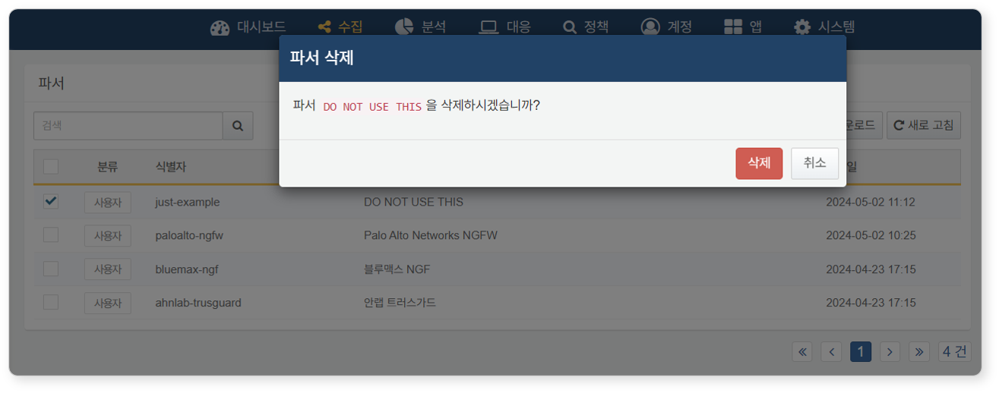 대시보드 수집 분석 대응 정책 계정 앱 시스템
파서 삭제
파서
파서 DO NOT USE THIS 을 삭제하시겠습니까?
검색
운로드 새로 고침
삭제 취소
분류 식별자 일
사용자 just-example DO NOT USE THIS 2024-05-02 11:12
사용자 paloalto-ngfw Palo Alto Networks NGFW 2024-05-02 10:25
사용자 bluemax-ngf 블루맥스 NGF 2024-04-23 17:15
사용자 ahnlab-trusguard 안랩 트러스가드 2024-04-23 17:15
« ‹ 1 › » 4 건